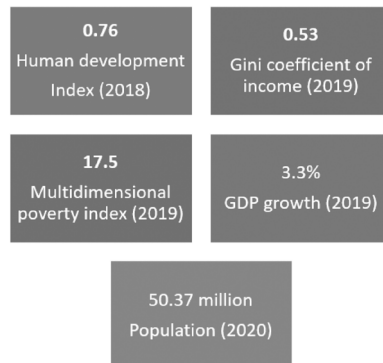 0.76
Human development
Index (2018)
0.53
Gini coefficient of
income (2019)
17.5
Multidimensional
poverty index (2019)
3.3%
GDP growth (2019)
50.37 million
Population (2020)